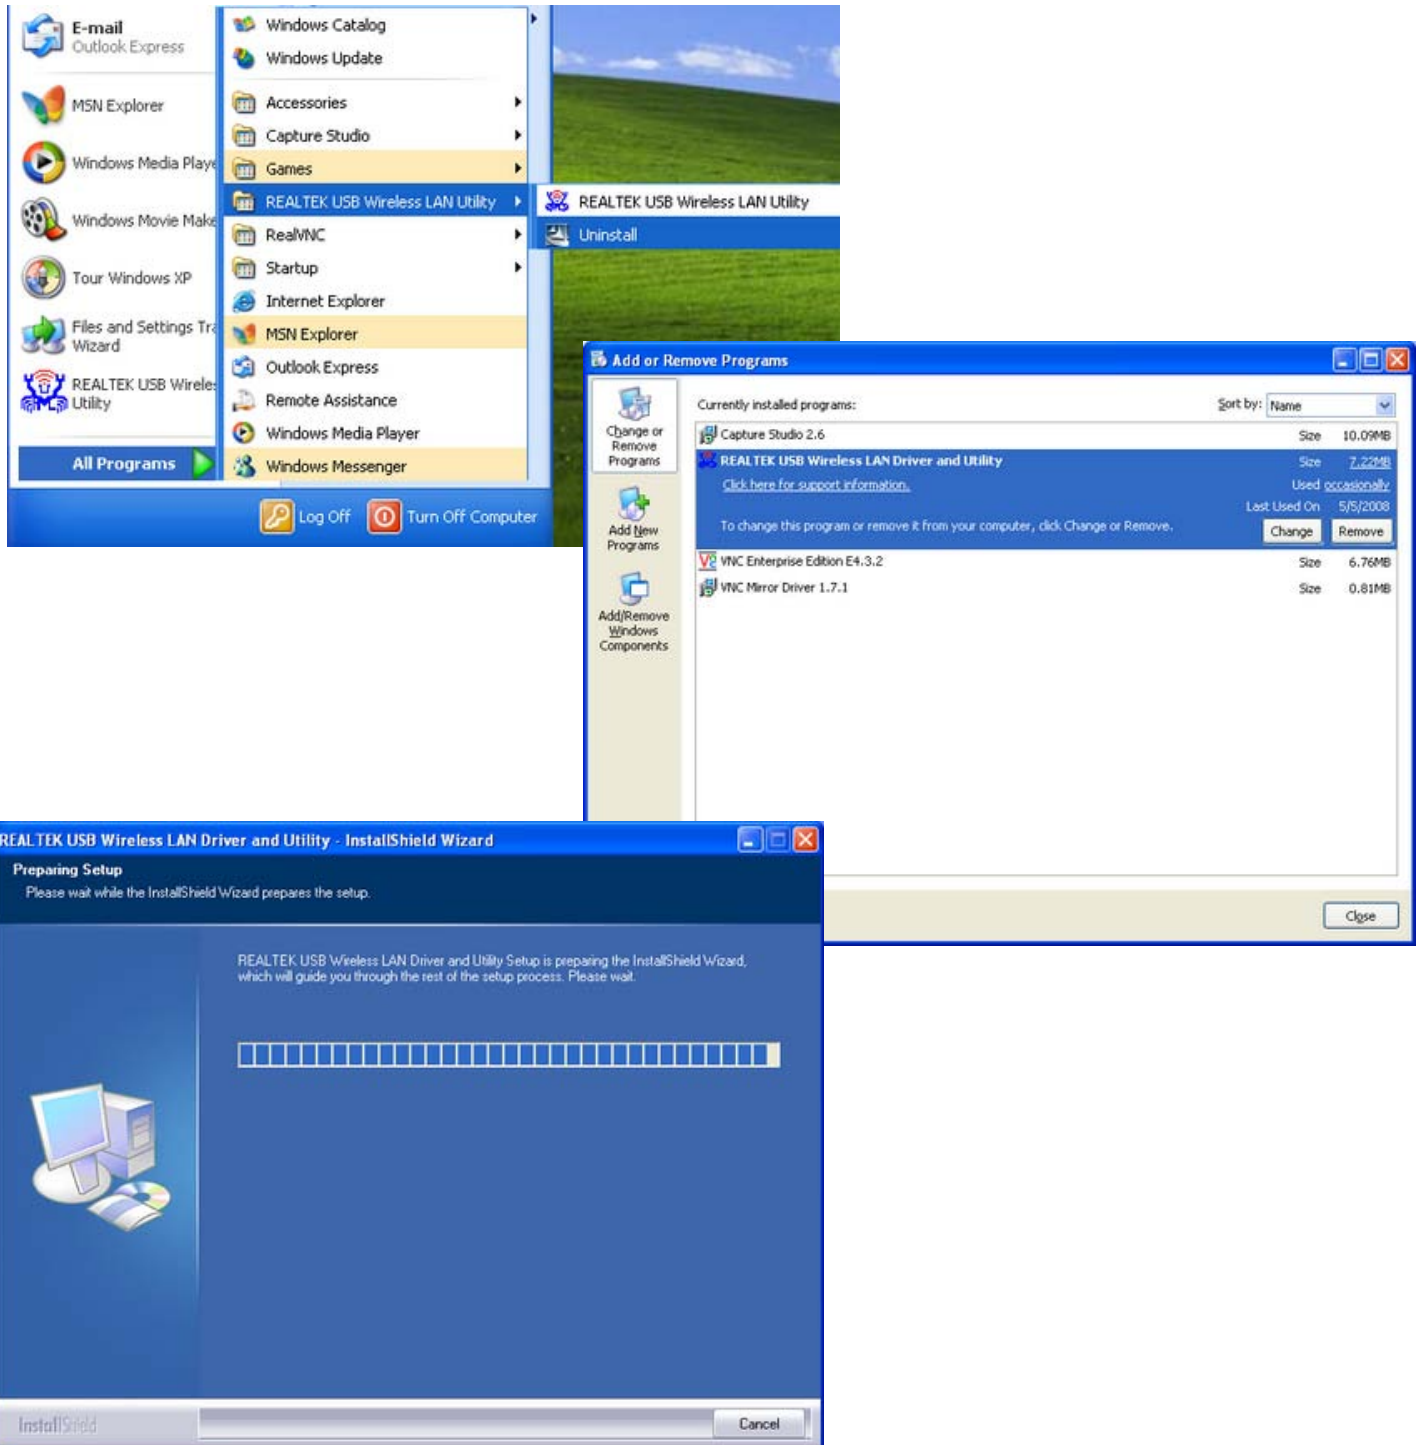 E-mail
Outlook Express
MSN Explorer
Windows Media Playe
Windows Movie Make
Tour Windows XP
Files and Settings Tra
Wizard
REALTEK USB Wireles
Utility
All Programs
Windows Catalog
Windows Update
Accessories
Capture Studio
Games
REALTEK USB Wireless LAN Utility
RealVNC
Startup
Internet Explorer
MSN Explorer
Outlook Express
Remote Assistance
Windows Media Player
Windows Messenger
REALTEK USB Wireless LAN Utility
Uninstall
Log Off
Turn Off Computer
Add or Remove Programs
Change or
Remove
Programs
Add New
Programs
Add/Remove
Windows
Components
Currently installed programs:
Sort by: Name
Capture Studio 2.6 Size 10.09MB
REALTEK USB Wireless LAN Driver and Utility Size 7.22MB
Click here for support information. Used occasionally
Last Used On 5/5/2008
To change this program or remove it from your computer, click Change or Remove. Change Remove
VNC Enterprise Edition E4.3.2 Size 6.76MB
VNC Mirror Driver 1.7.1 Size 0.81MB
Close
REALTEK USB Wireless LAN Driver and Utility - InstallShield Wizard
Preparing Setup
Please wait while the InstallShield Wizard prepares the setup.
REALTEK USB Wireless LAN Driver and Utility Setup is preparing the InstallShield Wizard,
which will guide you through the rest of the setup process. Please wait.
InstallShield
Cancel